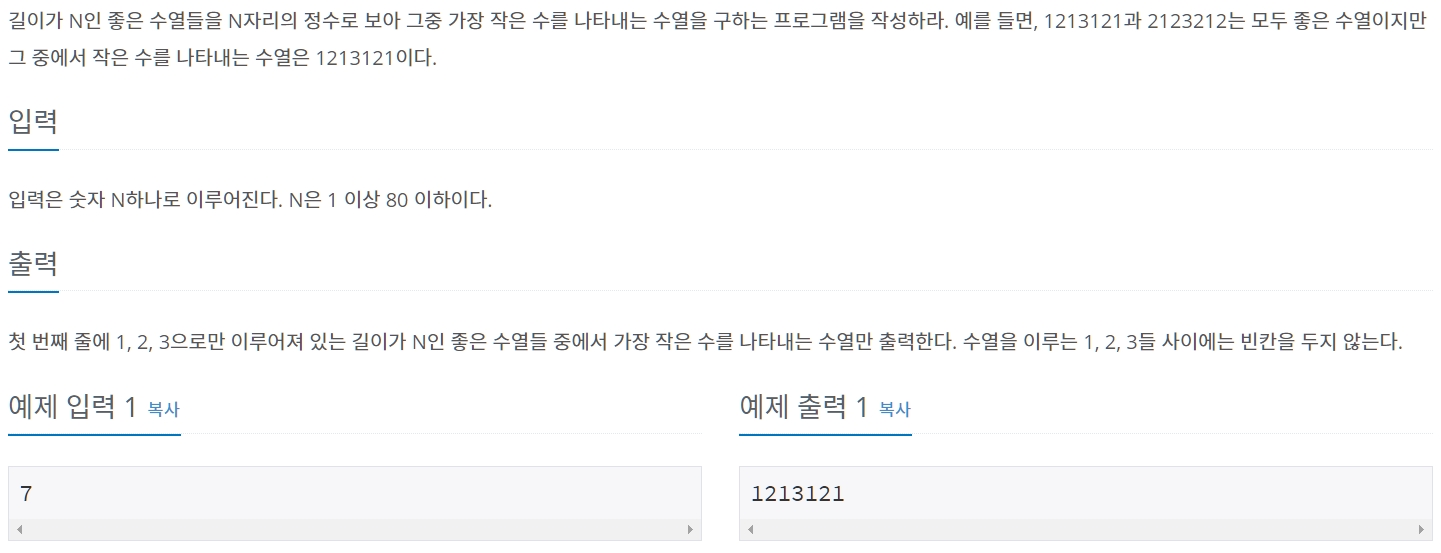 길이가 N인 좋은 수열들을 N자리의 정수로 보아 그중 가장 작은 수를 나타내는 수열을 구하는 프로그램을 작성하라. 예를 들면, 1213121과 2123212는 모두 좋은 수열이지만
그 중에서 작은 수를 나타내는 수열은 1213121이다.
입력
입력은 숫자 N하나로 이루어진다. N은 1 이상 80 이하이다.
출력
첫 번째 줄에 1, 2, 3으로만 이루어져 있는 길이가 N인 좋은 수열들 중에서 가장 작은 수를 나타내는 수열만 출력한다. 수열을 이루는 1, 2, 3들 사이에는 빈칸을 두지 않는다.
예제 입력 1 복사
7
예제 출력 1 복사
1213121